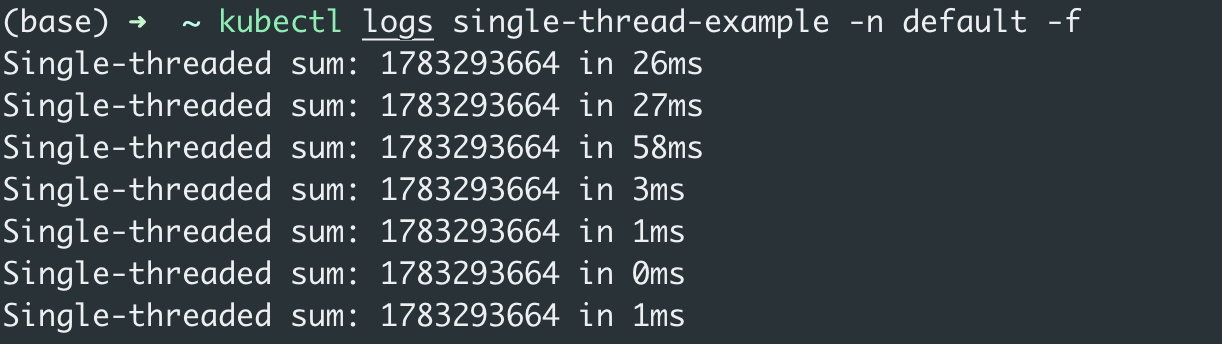 (base) ➜ ~ kubectl logs single-thread-example -n default -f
Single-threaded sum: 1783293664 in 26ms
Single-threaded sum: 1783293664 in 27ms
Single-threaded sum: 1783293664 in 58ms
Single-threaded sum: 1783293664 in 3ms
Single-threaded sum: 1783293664 in 1ms
Single-threaded sum: 1783293664 in 0ms
Single-threaded sum: 1783293664 in 1ms